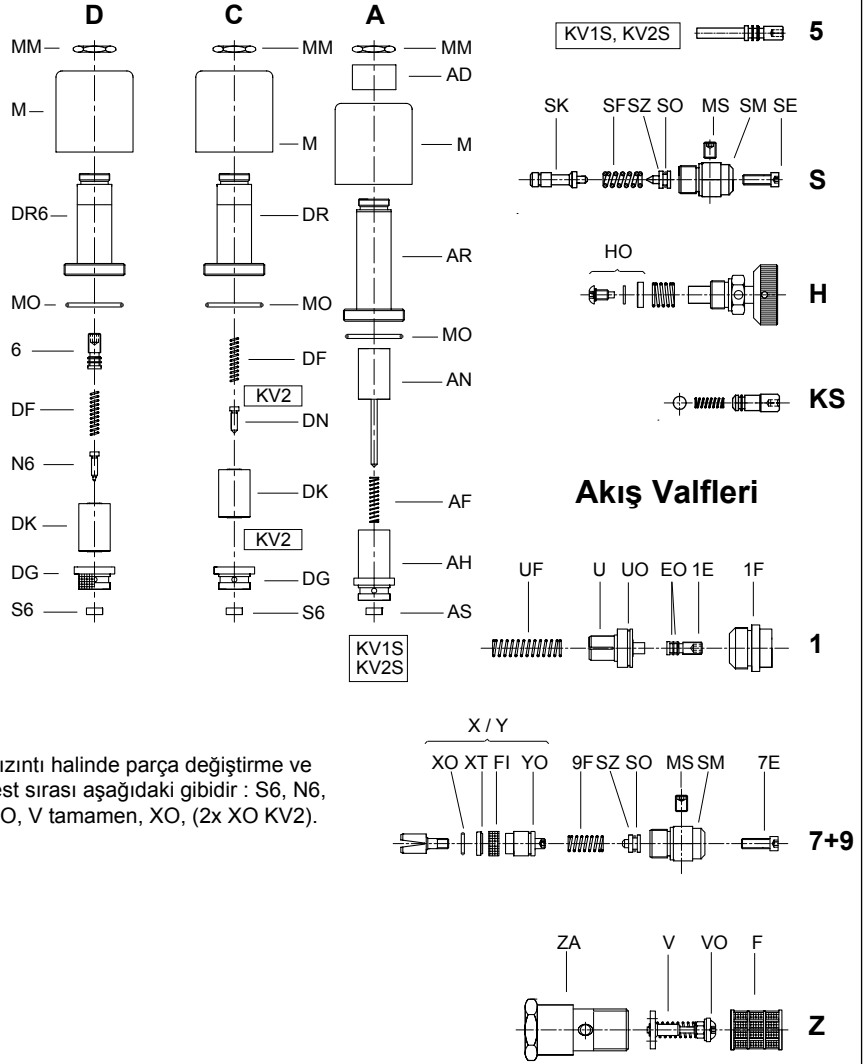 D C A
MM MM MM
AD
M M M
DR6 DR AR
MO MO MO
6 DF AN
KV2
DF DN
N6 DK AF
DK KV2 AH
DG DG
S6 S6 AS
KV1S
KV2S
KV1S, KV2S 5
SK SF SZ SO MS SM SE
S
HO
H
KS
Akış Valfleri
UF U UO EO 1E 1F
1
X / Y
XO XT FI YO 9F SZ SO MS SM 7E
7+9
ızıntı halinde parça değiştirme ve
est sırası aşağıdaki gibidir : S6, N6,
O, V tamamen, XO, (2x XO KV2).
ZA V VO F
Z